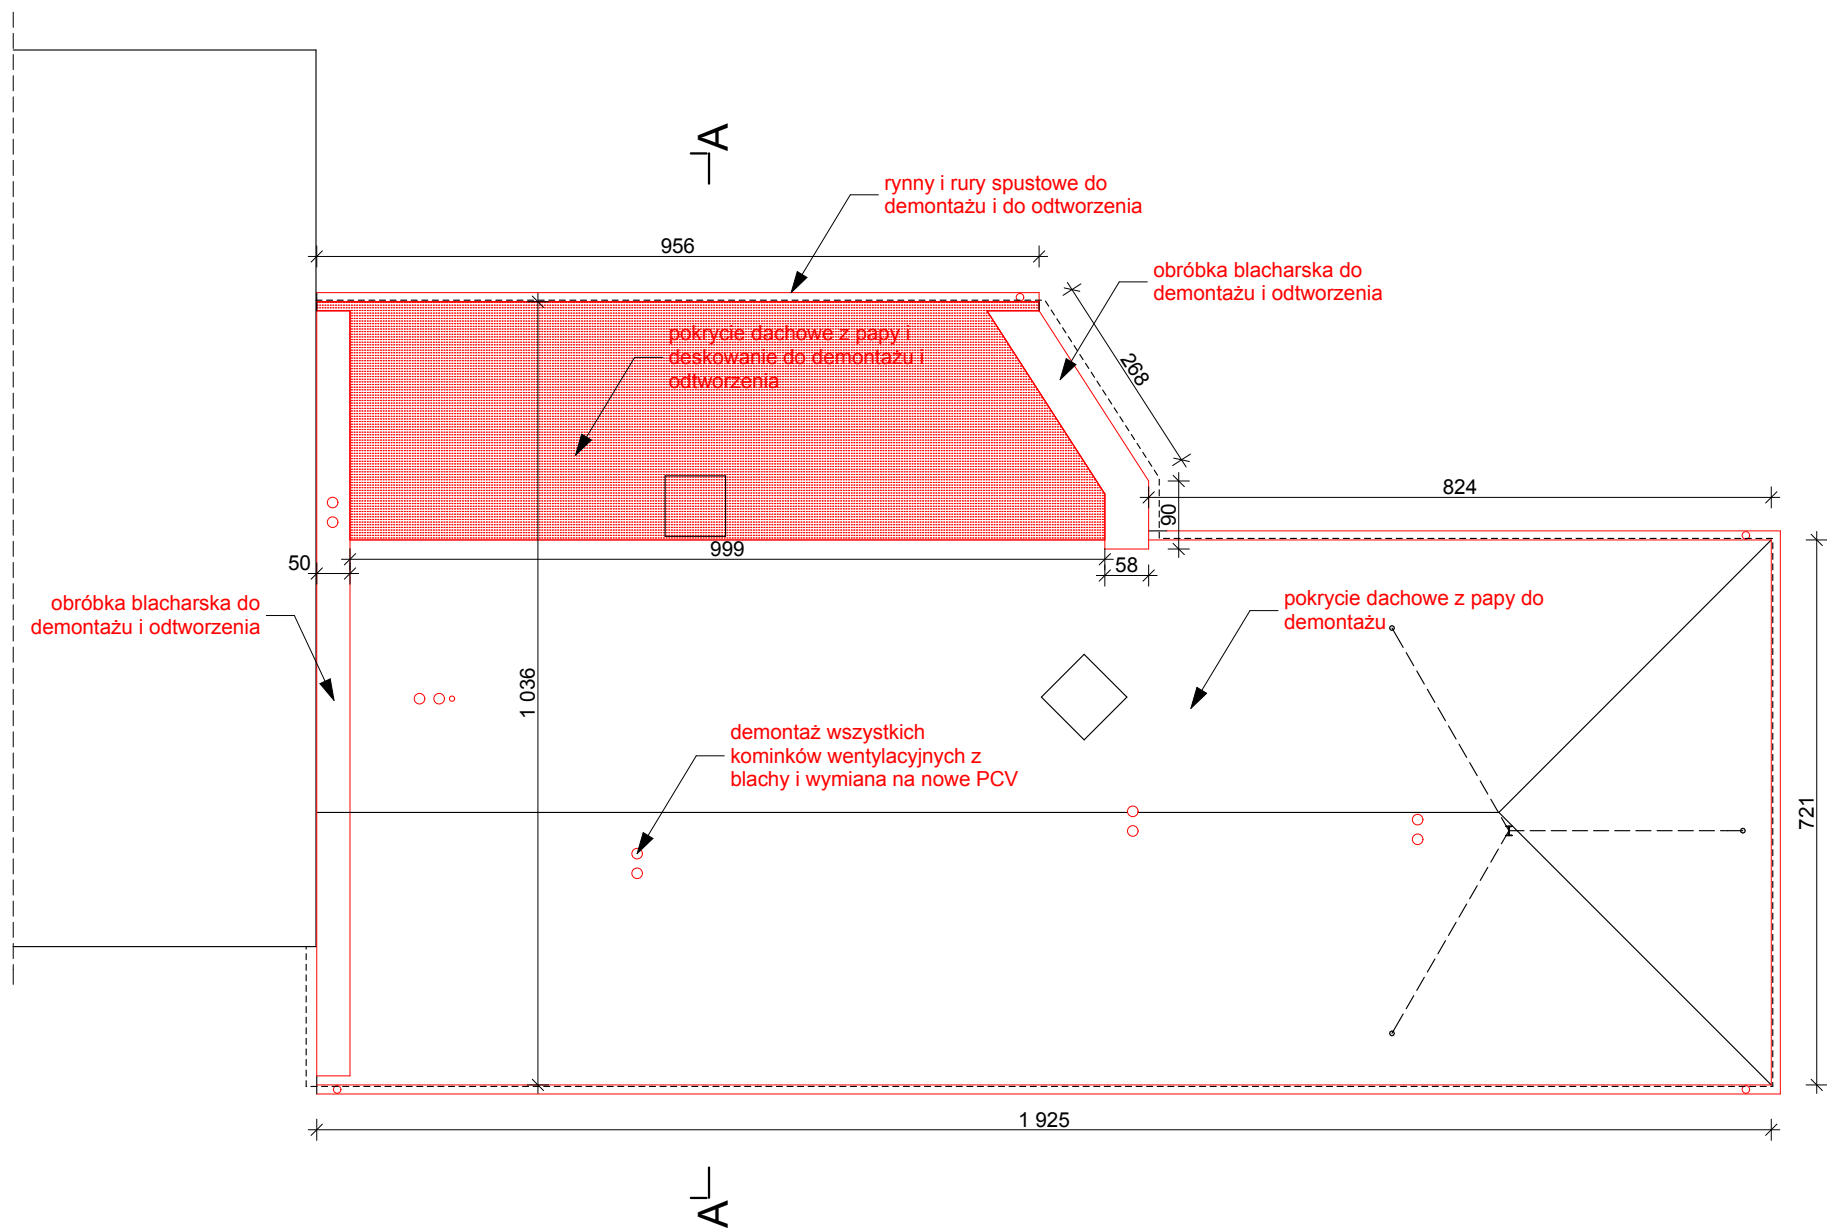 A
rynny i rury spustowe do
demontażu i do odtworzenia
956
obróbka blacharska do
demontażu i odtworzenia
pokrycie dachowe z papy i
deskowanie do demontażu i
odtworzenia
268
824
90
999
50
58
obróbka blacharska do
demontażu i odtworzenia
pokrycie dachowe z papy do
demontażu
1 036
demontaż wszystkich
kominków wentylacyjnych z
blachy i wymiana na nowe PCV
721
1 925
A